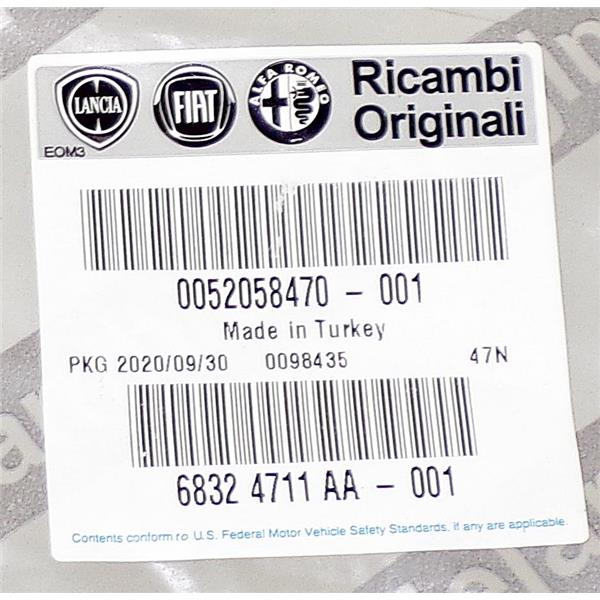 LANCIA FIAT ALFA ROMEO Ricambi
Originali
EOM3
0052058470 - 001
Made in Turkey
PKG 2020/09/30 0098435 47N
6832 4711 AA - 001
Contents conform to U.S. Federal Motor Vehicle Safety Standards, if any are applicable.